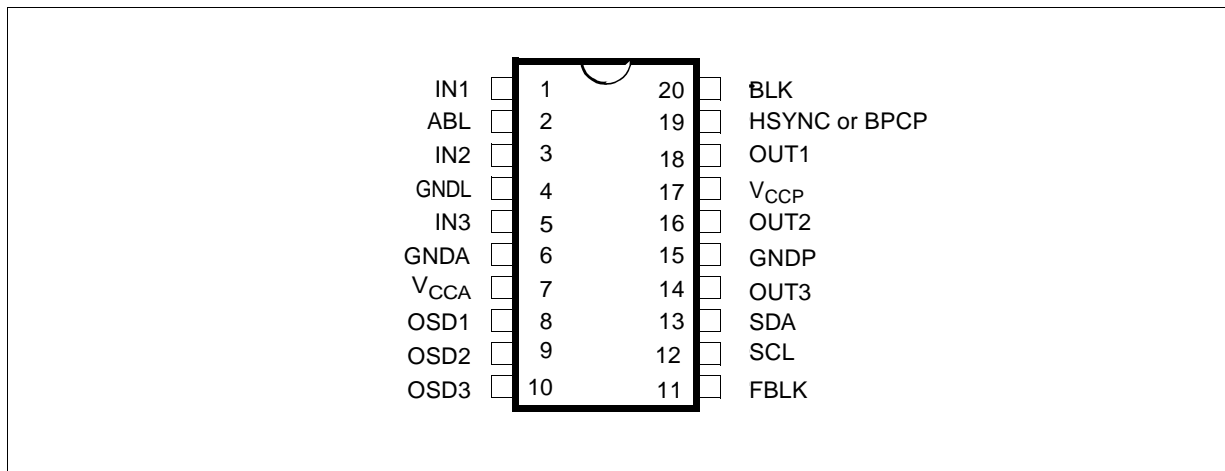 IN1 1 20 BLK
ABL 2 19 HSYNC or BPCP
IN2 3 18 OUT1
GNDL 4 17 VCCP
IN3 5 16 OUT2
GNDA 6 15 GNDP
VCCA 7 14 OUT3
OSD1 8 13 SDA
OSD2 9 12 SCL
OSD3 10 11 FBLK